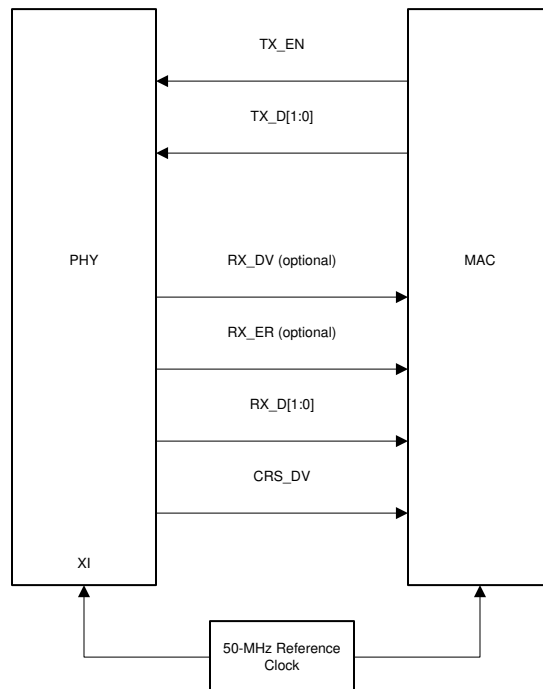 TX_EN
TX_D[1:0]
PHY
RX_DV (optional)
MAC
RX_ER (optional)
RX_D[1:0]
CRS_DV
XI
50-MHz Reference
Clock